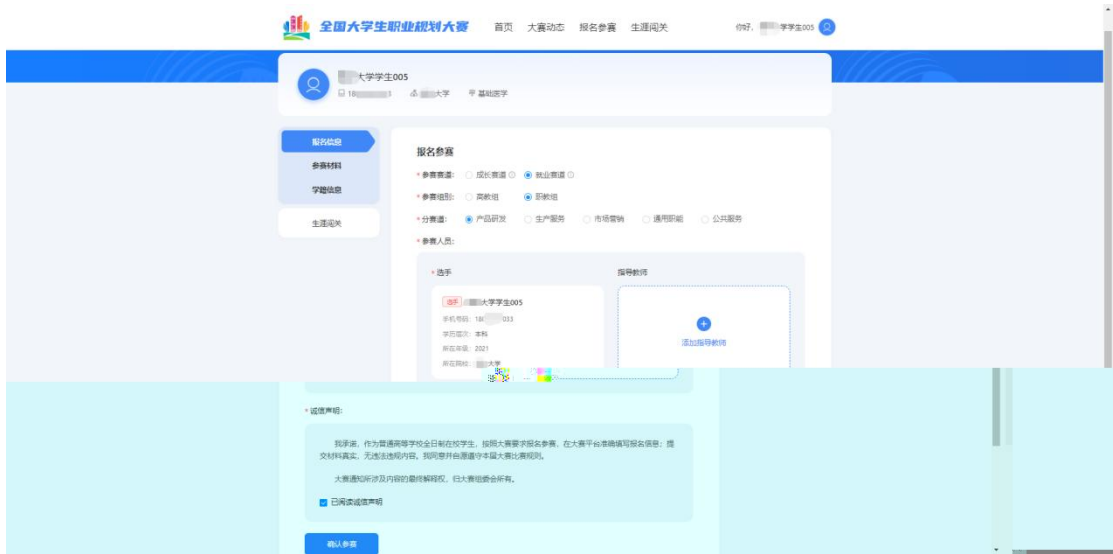 全国大学生职业规划大赛
首页 大赛动态 报名参赛 生涯闯关
你好, 学学生005
大学学生005
18 3 大学 基础医学
报名信息
参赛材料
学籍信息
生涯闯关
报名参赛
* 参赛赛道: 成长赛道 就业赛道
* 参赛组别: 高教组 职教组
* 分赛道: 产品研发 生产服务 市场营销 通用职能 公共服务
* 参赛人员:
* 选手
选手 大学学生005
手机号码: 180 033
学历层次: 本科
所在年级: 2021
所在院校: 大学
指导教师
添加指导教师
* 诚信声明:
我承诺,作为普通高等学校全日制在校学生,按照大赛要求报名参赛,在大赛平台准确填写报名信息;提
交材料真实,无违法违规内容。我同意并自愿遵守本届大赛比赛规则。
大赛通知所涉及内容的最终解释权,归大赛组委会所有。
已阅读诚信声明
确认参赛